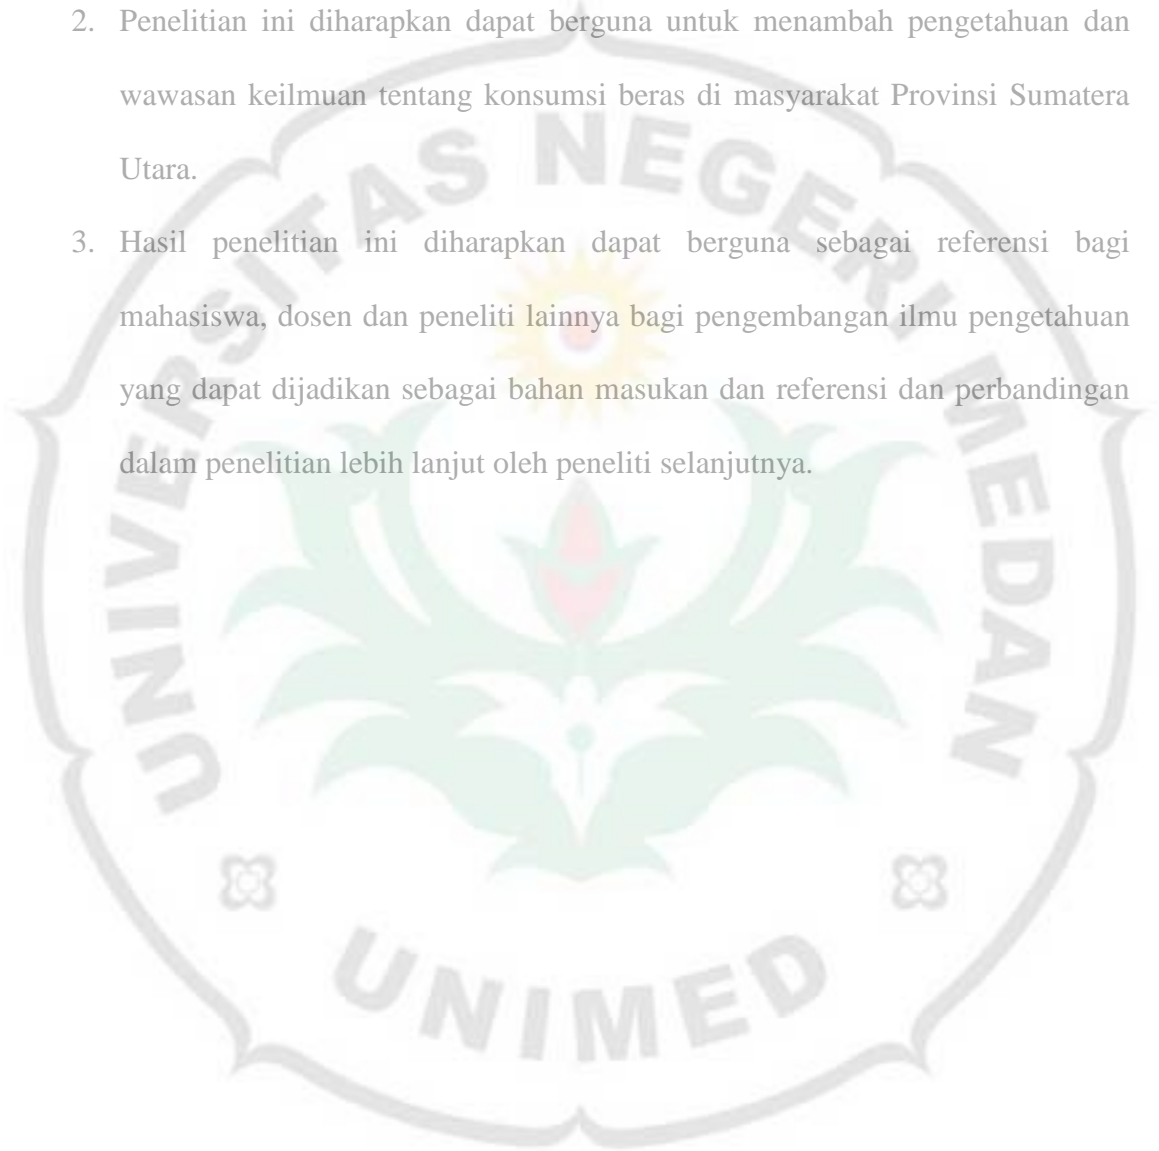 2. Penelitian ini diharapkan dapat berguna untuk menambah pengetahuan dan
wawasan keilmuan tentang konsumsi beras di masyarakat Provinsi Sumatera
Utara.
3. Hasil penelitian ini diharapkan dapat berguna sebagai referensi bagi
mahasiswa, dosen dan peneliti lainnya bagi pengembangan ilmu pengetahuan
yang dapat dijadikan sebagai bahan masukan dan referensi dan perbandingan
dalam penelitian lebih lanjut oleh peneliti selanjutnya.
UNIVERSITAS NEGERI MEDAN
UNIMED